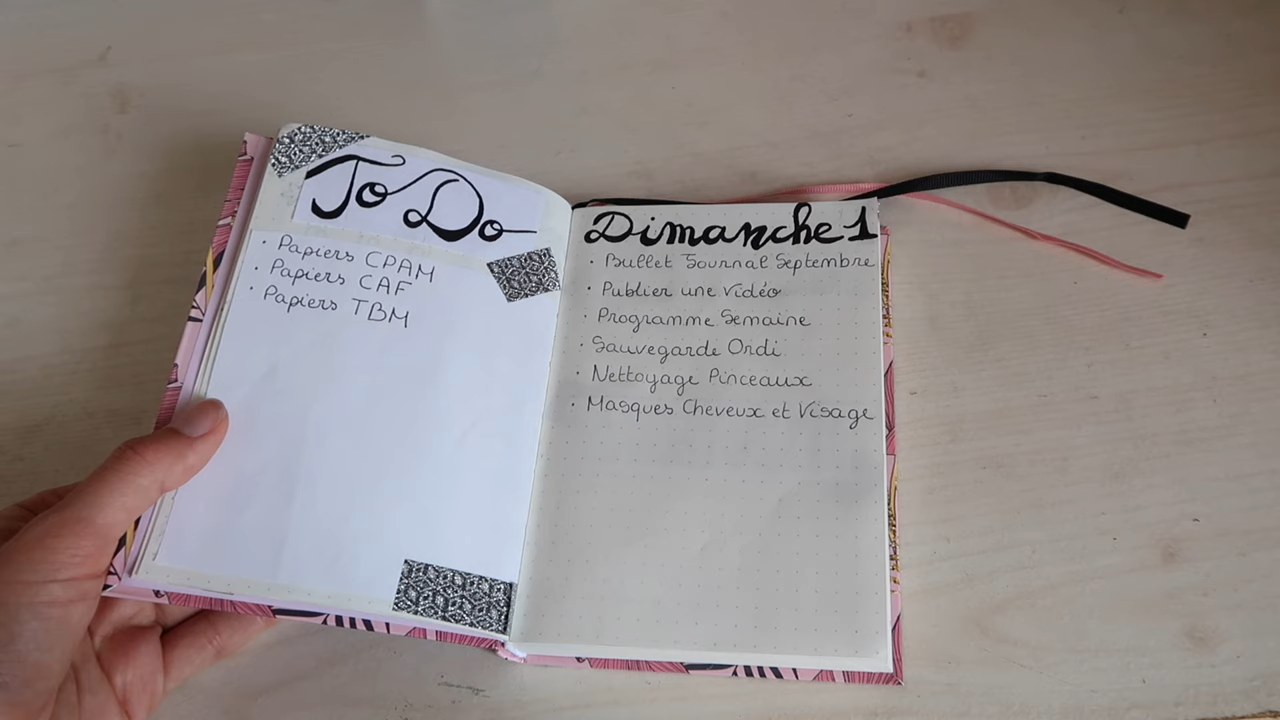 To Do
· Papiers CPAM
· Papiers CAF
· Papiers TBM
Dimanche 1
· Bullet Journal Septembre
· Publier une Vidéo
· Programme Semaine
· Sauvegarde Ordi
· Nettoyage Pinceaux
· Masques Cheveux et Visage